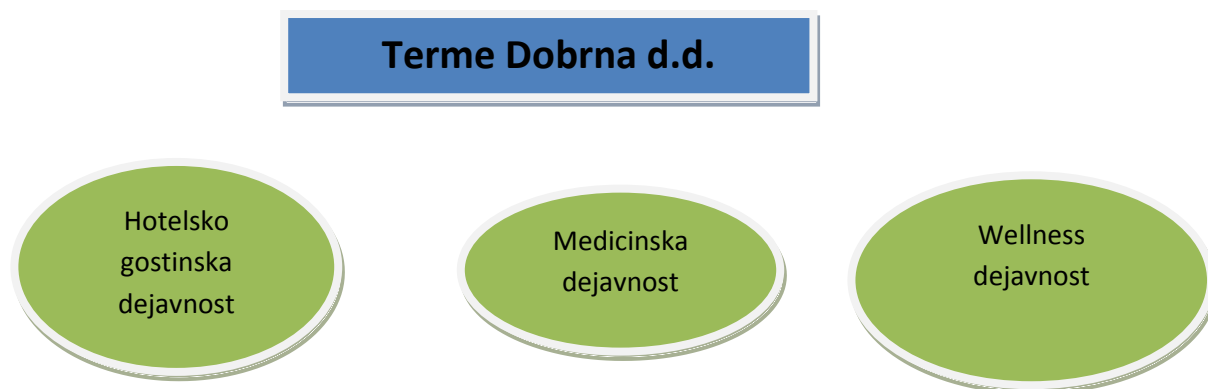 Terme Dobrna d.d.
Hotelsko
gostinska
dejavnost
Medicinska
dejavnost
Wellness
dejavnost